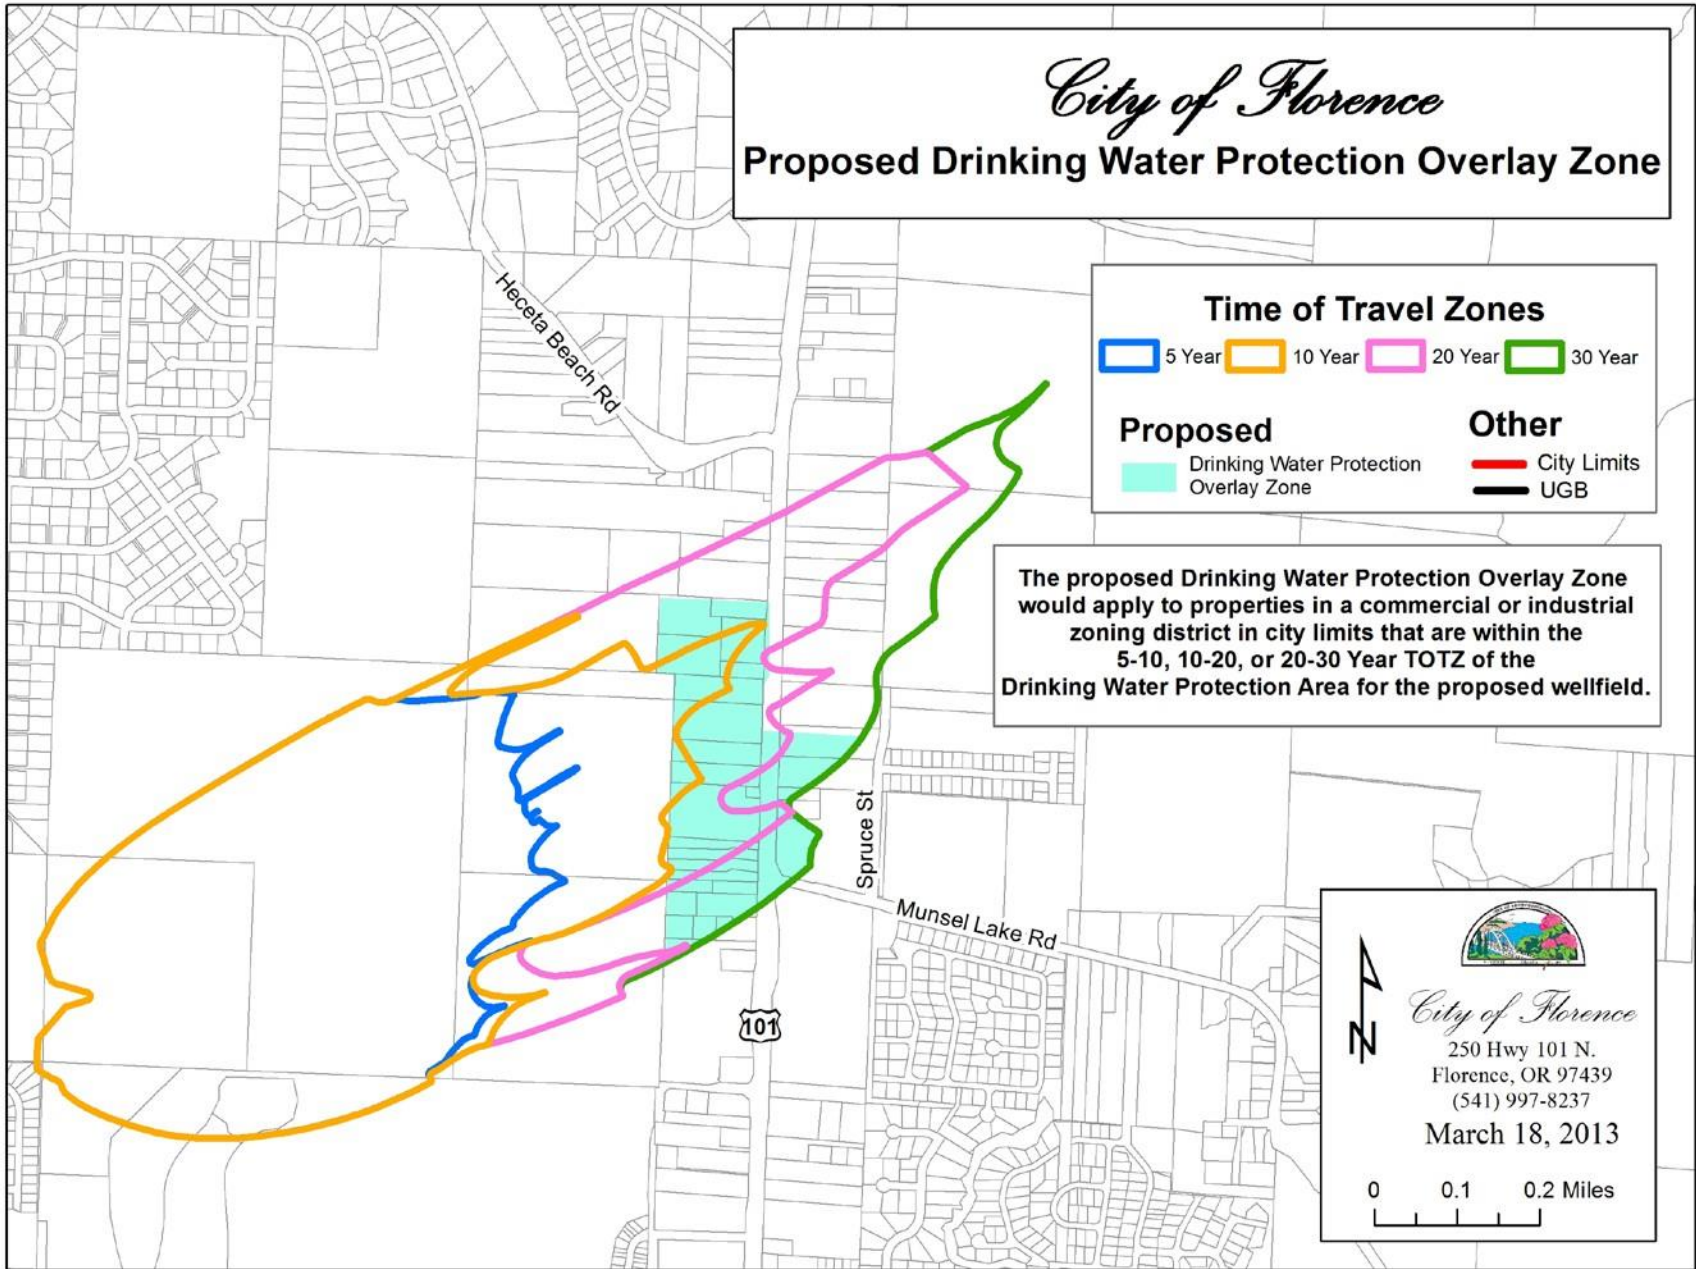 City of Florence
Proposed Drinking Water Protection Overlay Zone
Heceta Beach Rd
Time of Travel Zones
5 Year
10 Year
20 Year
30 Year
Proposed
Drinking Water Protection
Overlay Zone
Other
City Limits
UGB
The proposed Drinking Water Protection Overlay Zone
would apply to properties in a commercial or industrial
zoning district in city limits that are within the
5-10, 10-20, or 20-30 Year TOTZ of the
Drinking Water Protection Area for the proposed wellfield.
Spruce St
Munsel Lake Rd
101
N
City of Florence
250 Hwy 101 N.
Florence, OR 97439
(541) 997-8237
March 18, 2013
0 0.1 0.2 Miles